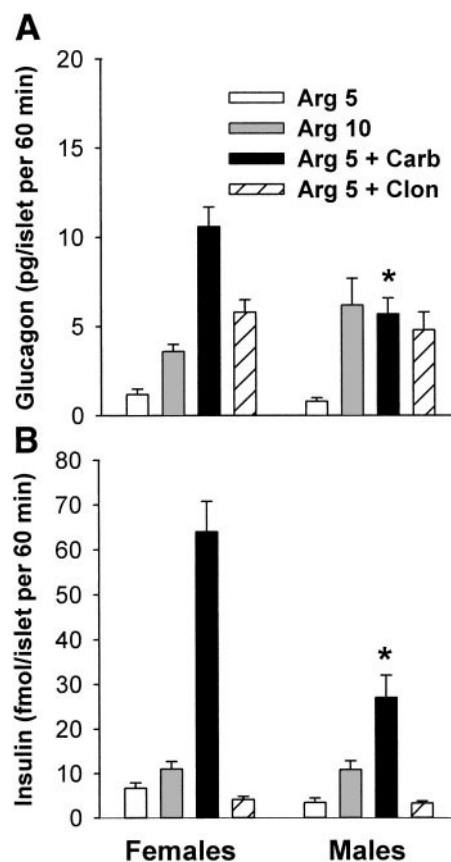 A
Glucagon (pg/islet per 60 min)
20
15
10
5
0
Arg 5
Arg 10
Arg 5 + Carb
Arg 5 + Clon
*
B
Insulin (fmol/islet per 60 min)
80
70
60
50
40
30
20
10
0
*
Females Males